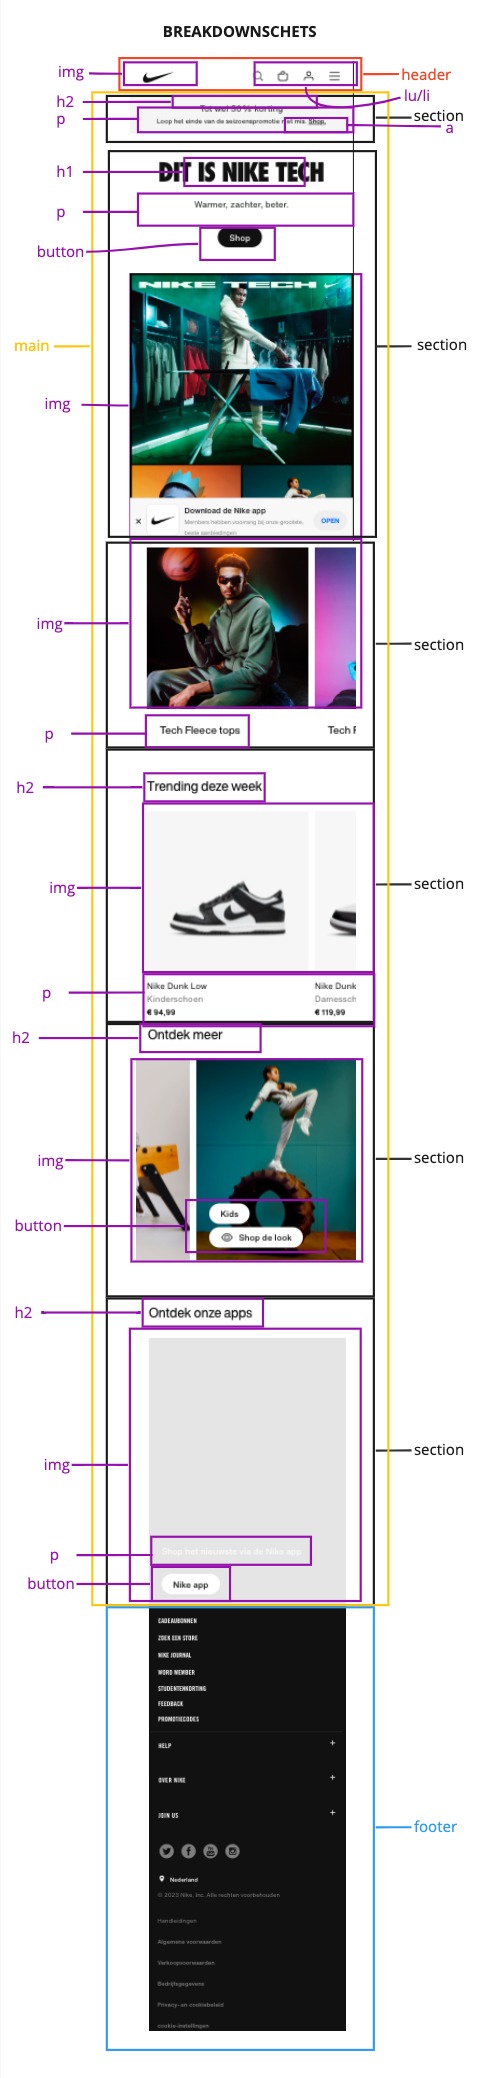 BREAKDOWNSCHETS
img
header
lu/li
h2
Tot wel 50% korting
section
p
Loop het einde van de seizoenspromotie niet mis. Shop.
a
h1
DIT IS NIKE TECH
p
Warmer, zachter, beter.
button
Shop
NIKE TECH
main
section
img
Download de Nike app
Members hebben voorrang bij onze grootste,
beste aanbiedingen
OPEN
img
section
p
Tech Fleece tops
Tech F
h2
Trending deze week
img
section
p
Nike Dunk Low
Nike Dunk
Kinderschoen
Damessch
€ 94,99
€ 119,99
h2
Ontdek meer
img
section
button
Kids
Shop de look
h2
Ontdek onze apps
img
section
p
Shop het nieuwste via de Nike app
button
Nike app
CADEAUBONNEN
ZOEK EEN STORE
NIKE JOURNAL
WORD MEMBER
STUDENTENKORTING
FEEDBACK
PROMOTIECODES
HELP
OVER NIKE
JOIN US
footer
Nederland
© 2023 Nike, Inc. Alle rechten voorbehouden
Handleidingen
Algemene voorwaarden
Verkoopvoorwaarden
Bedrijfsgegevens
Privacy- en cookiebeleid
cookie-instellingen